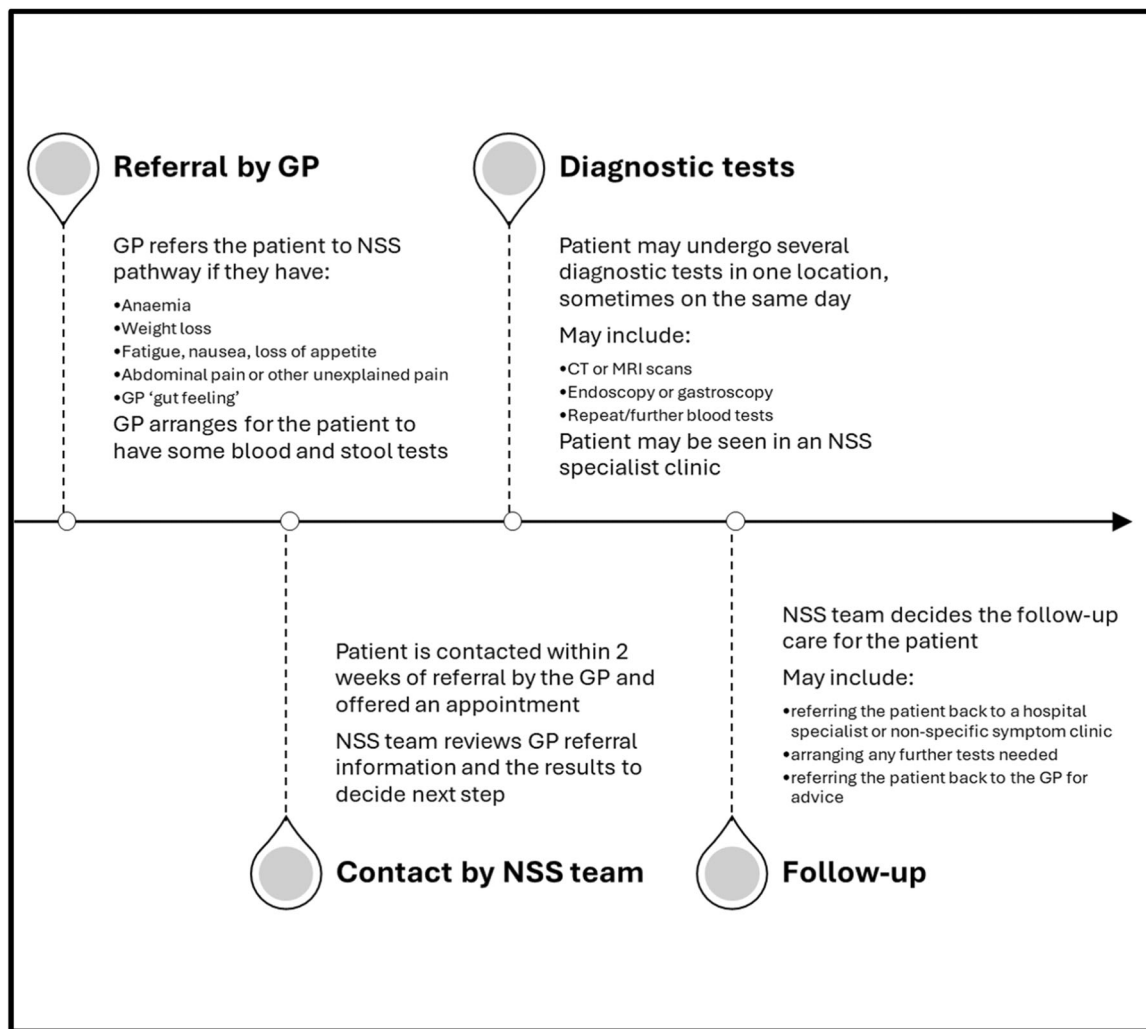 Referral by GP
GP refers the patient to NSS
pathway if they have:
•Anaemia
•Weight loss
•Fatigue, nausea, loss of appetite
•Abdominal pain or other unexplained pain
•GP ‘gut feeling’
GP arranges for the patient to
have some blood and stool tests
Patient is contacted within 2
weeks of referral by the GP and
offered an appointment
NSS team reviews GP referral
information and the results to
decide next step
Contact by NSS team
Diagnostic tests
Patient may undergo several
diagnostic tests in one location,
sometimes on the same day
May include:
•CT or MRI scans
•Endoscopy or gastroscopy
•Repeat/further blood tests
Patient may be seen in an NSS
specialist clinic
NSS team decides the follow-up
care for the patient
May include:
•referring the patient back to a hospital
specialist or non-specific symptom clinic
•arranging any further tests needed
•referring the patient back to the GP for
advice
Follow-up